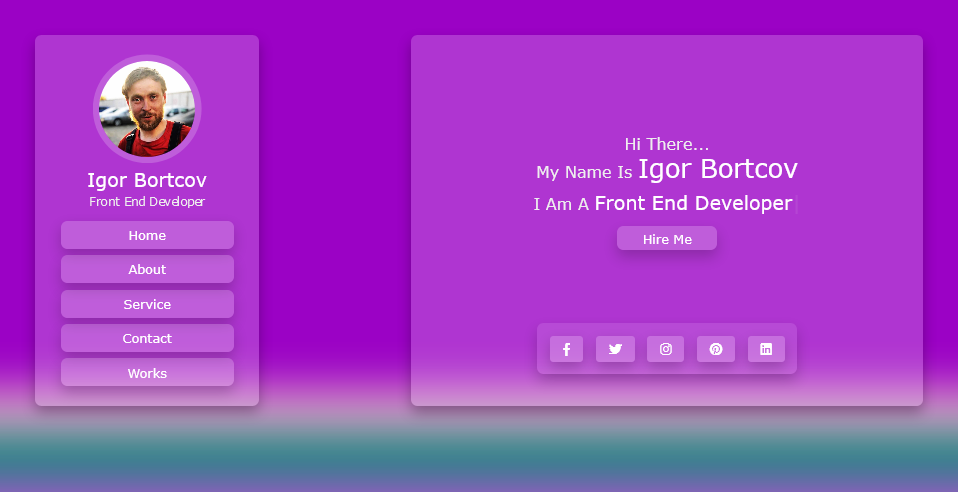 Igor Bortcov
Front End Developer
Home
About
Service
Contact
Works
Hi There...
My Name Is Igor Bortcov
I Am A Front End Developer
Hire Me